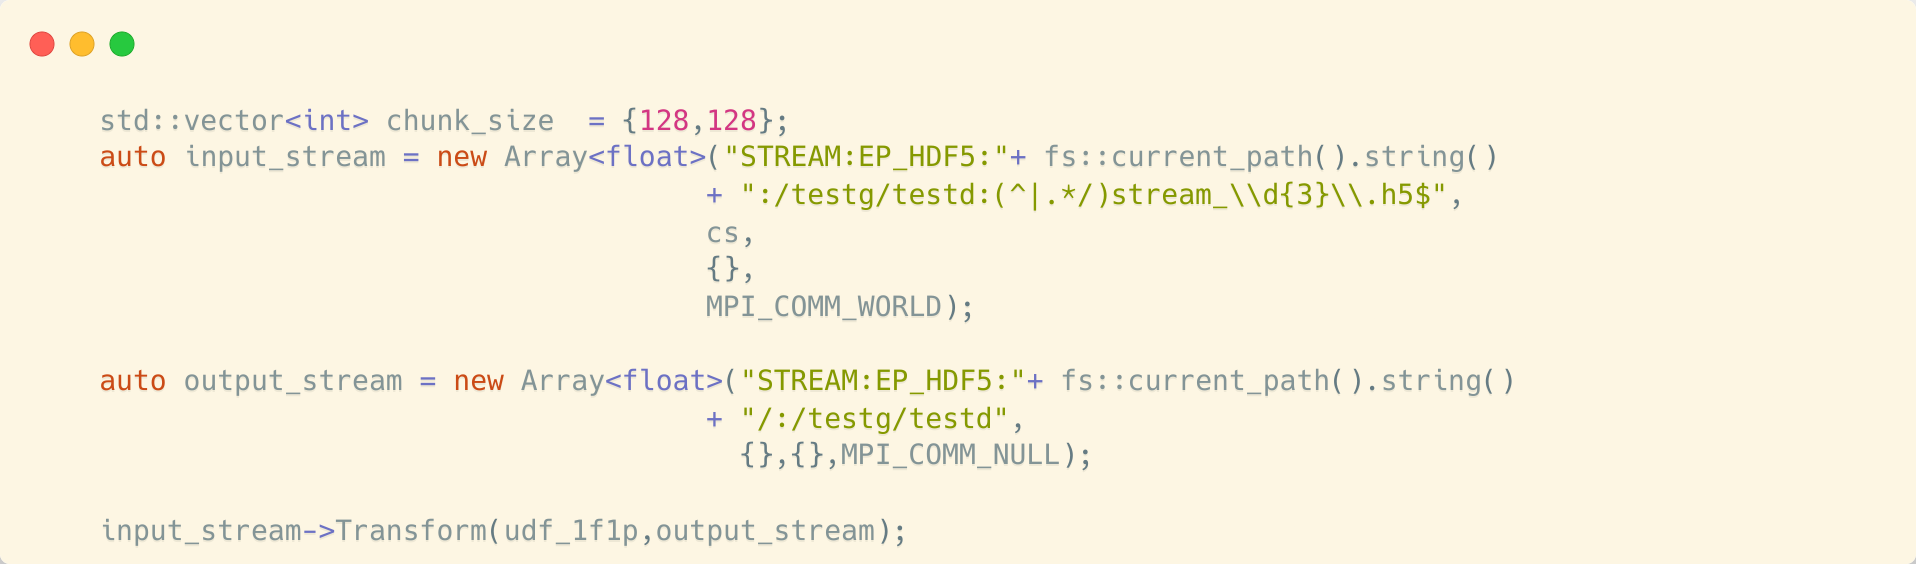 std::vector<int> chunk_size  = {128,128};
auto input_stream = new Array<float>("STREAM:EP_HDF5:"+ fs::current_path().string()
+ ":/testg/testd:(^|.*/)stream_\\d{3}\\.h5$",
cs,
{},
MPI_COMM_WORLD);
auto output_stream = new Array<float>("STREAM:EP_HDF5:"+ fs::current_path().string()
+ "/:/testg/testd",
{},{},MPI_COMM_NULL);
input_stream->Transform(udf_1f1p,output_stream);